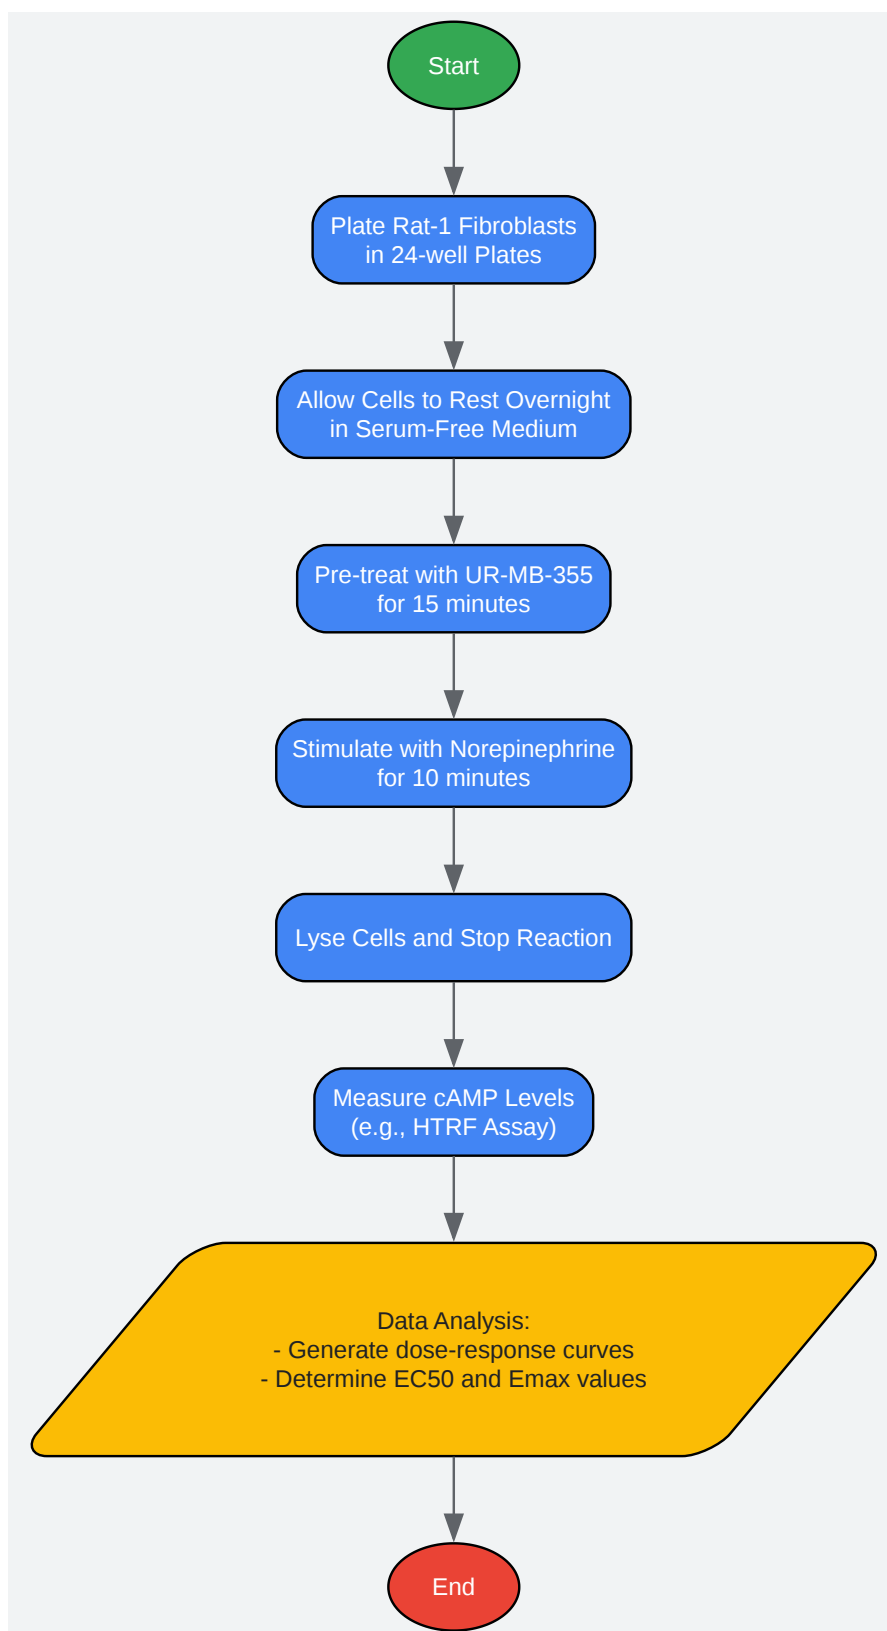 Start
Plate Rat-1 Fibroblasts
in 24-well Plates
Allow Cells to Rest Overnight
in Serum-Free Medium
Pre-treat with UR-MB-355
for 15 minutes
Stimulate with Norepinephrine
for 10 minutes
Lyse Cells and Stop Reaction
Measure cAMP Levels
(e.g., HTRF Assay)
Data Analysis:
- Generate dose-response curves
- Determine EC50 and Emax values
End